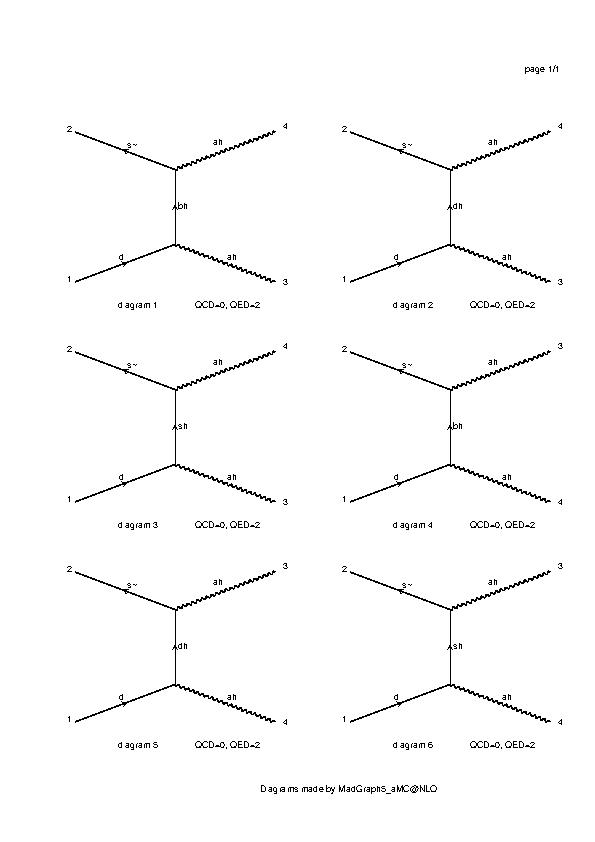 page 1/1
2 s~ ah 4
bh
1 d ah 3
diagram 1 QCD=0, QED=2
2 s~ ah 4
dh
1 d ah 3
diagram 2 QCD=0, QED=2
2 s~ ah 4
sh
1 d ah 3
diagram 3 QCD=0, QED=2
2 s~ ah 3
bh
1 d ah 4
diagram 4 QCD=0, QED=2
2 s~ ah 3
dh
1 d ah 4
diagram 5 QCD=0, QED=2
2 s~ ah 3
sh
1 d ah 4
diagram 6 QCD=0, QED=2
Diagrams made by MadGraph5_aMC@NLO